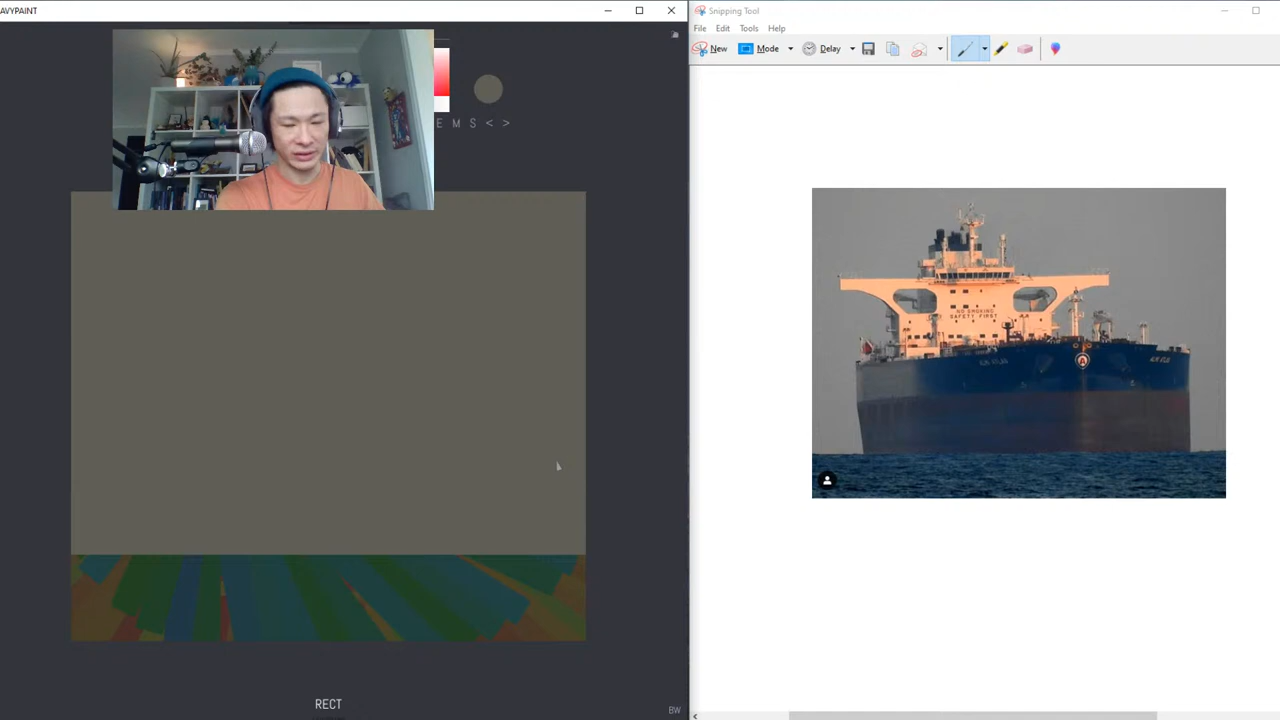 AVYPAINT
Snipping Tool
File Edit Tools Help
New Mode Delay
E M S < >
NO SMOKING
SAFETY FIRST
RECT
BW